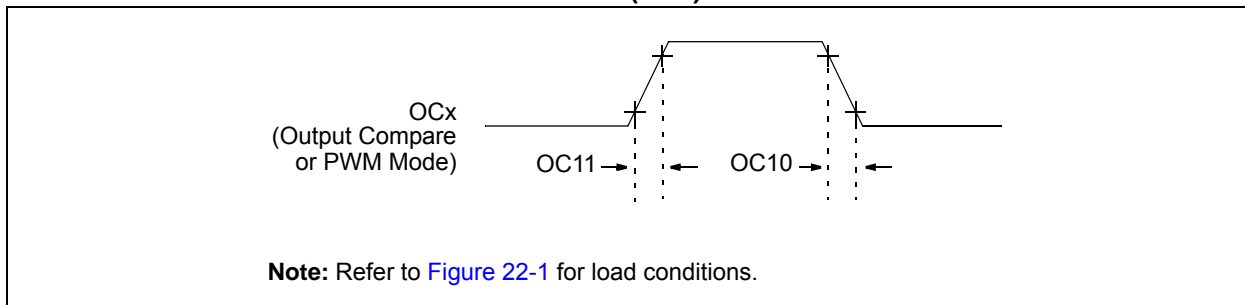 OCx
(Output Compare
or PWM Mode)
OC11
OC10
Note: Refer to Figure 22-1 for load conditions.